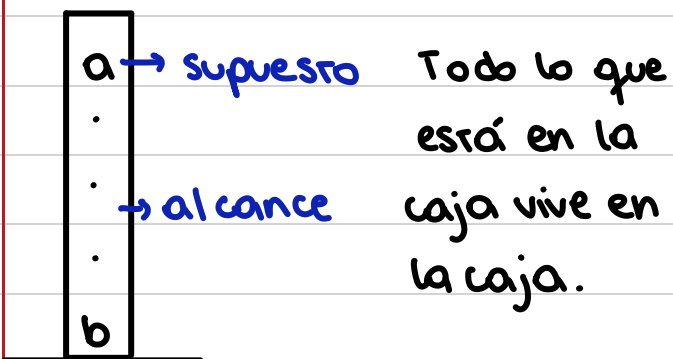 a → supuesto
Todo lo que
está en la
→ alcance
caja vive en
la caja.
b